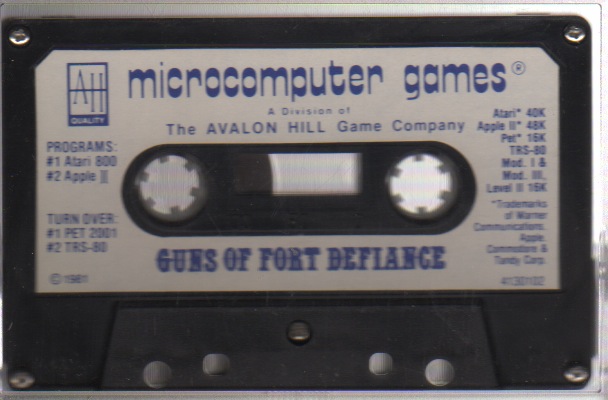 AH
QUALITY
microcomputer games®
A Division of
The AVALON HILL Game Company
PROGRAMS:
#1 Atari 800
#2 Apple ][
TURN OVER:
#1 PET 2001
#2 TRS-80
©1981
Atari* 40K
Apple II* 48K
Pet* 16K
TRS-80
Mod. I &
Mod. III,
Level II 16K
*Trademarks
of Warner
Communications,
Apple,
Commodore &
Tandy Corp.
GUNS OF FORT DEFIANCE
4130102